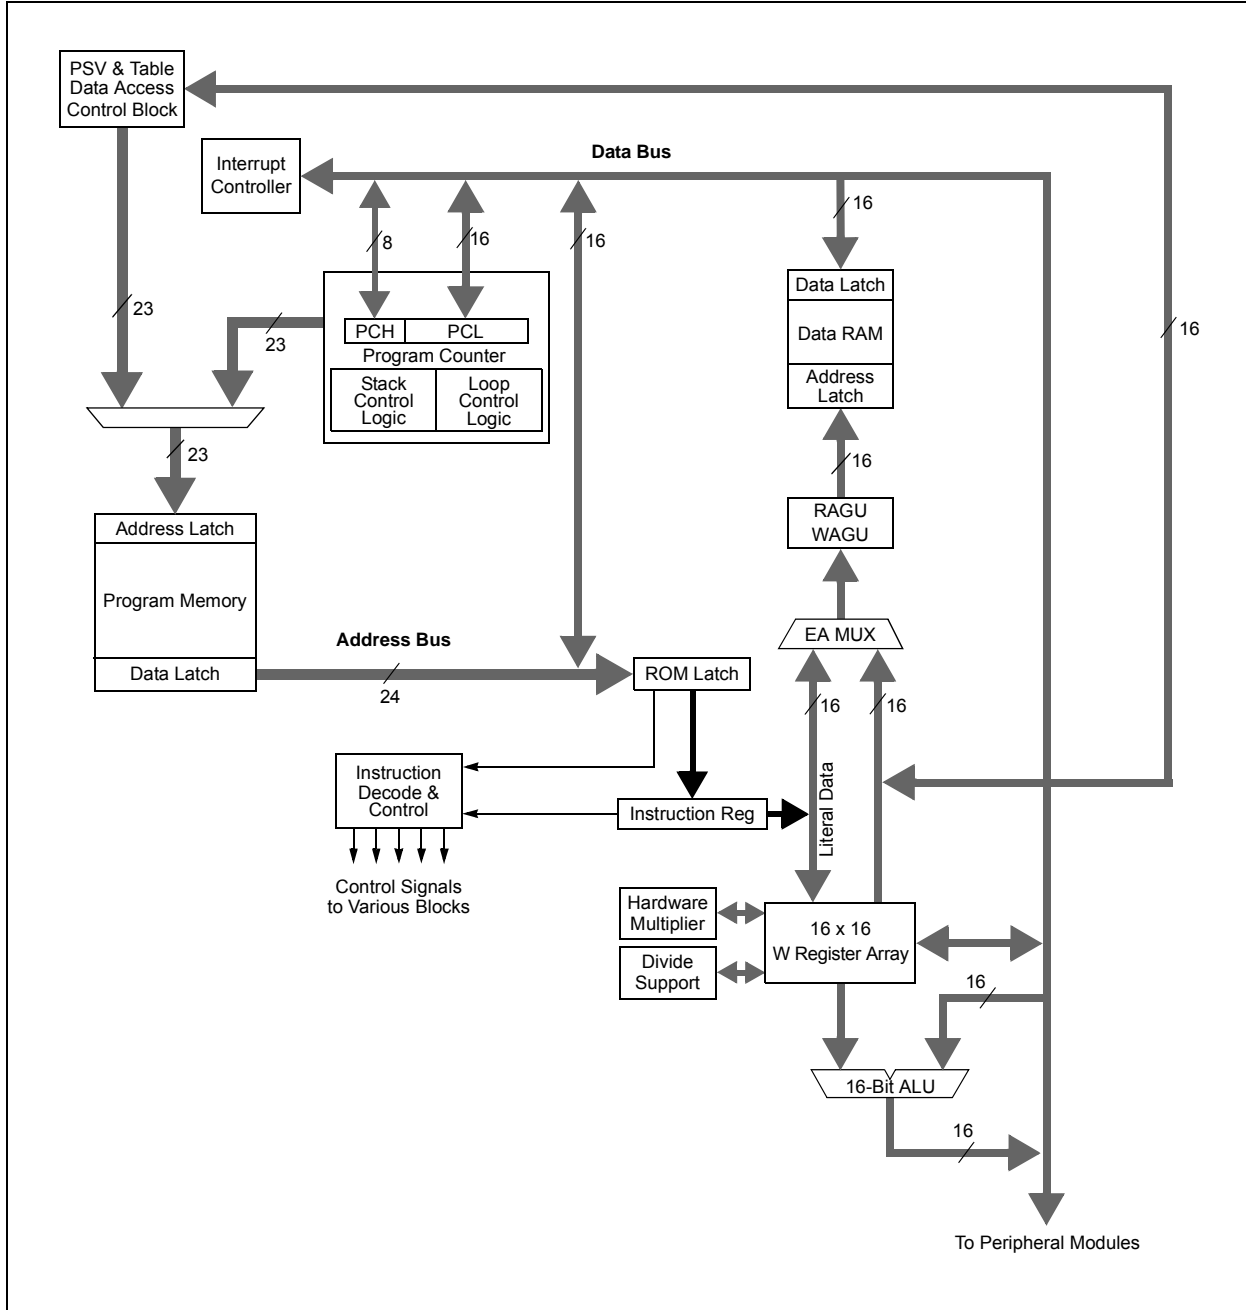 PSV & Table
Data Access
Control Block
Interrupt
Controller
Data Bus
8
16
16
16
23
23
16
PCH
PCL
Program Counter
Stack
Control
Logic
Loop
Control
Logic
Data Latch
Data RAM
Address
Latch
23
16
RAGU
WAGU
Address Latch
Program Memory
Data Latch
Address Bus
24
EA MUX
ROM Latch
16
16
Instruction
Decode &
Control
Instruction Reg
Literal Data
Control Signals
to Various Blocks
Hardware
Multiplier
16 x 16
W Register Array
Divide
Support
16
16-Bit ALU
16
To Peripheral Modules